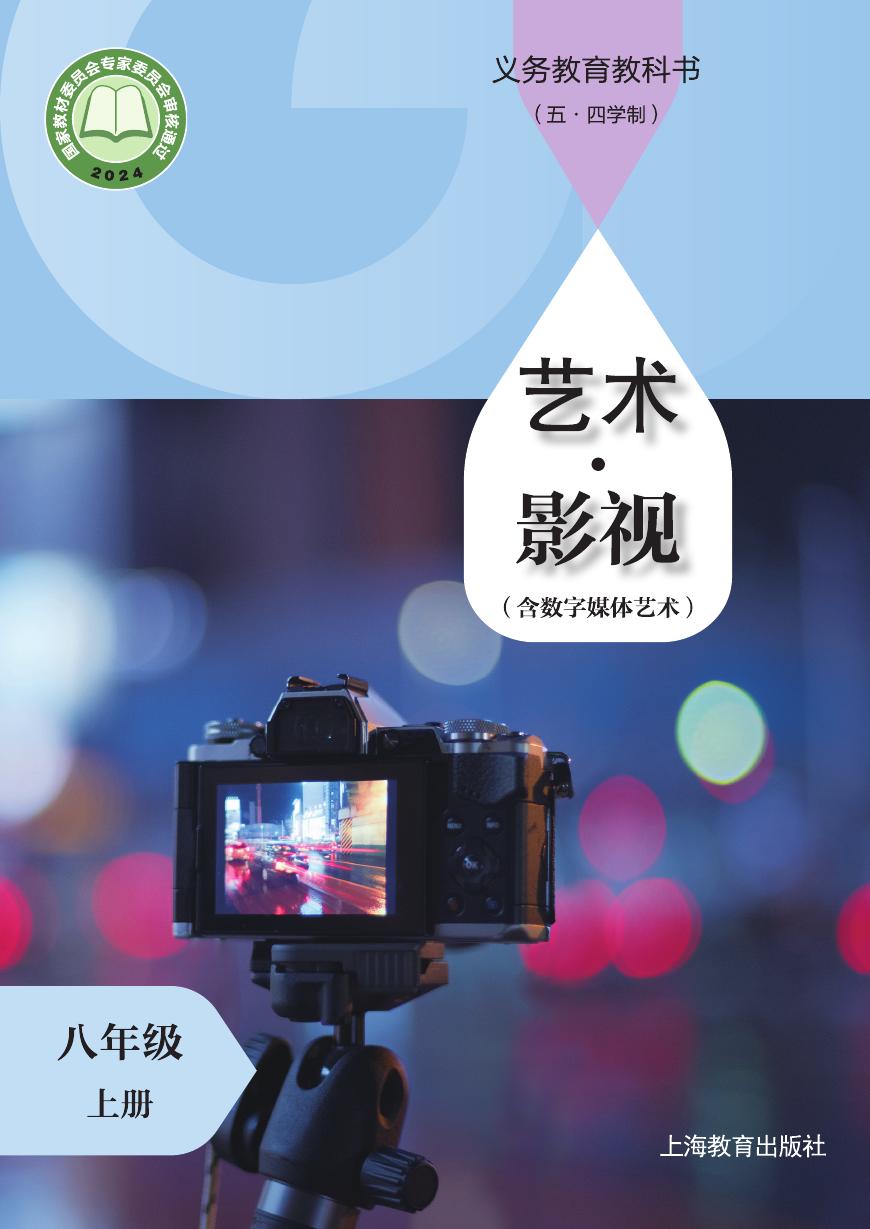 国家教材委员会专家委员会审核通过
2024
义务教育教科书
（五·四学制）
艺术
·
影视
（含数字媒体艺术）
八年级
上册
上海教育出版社